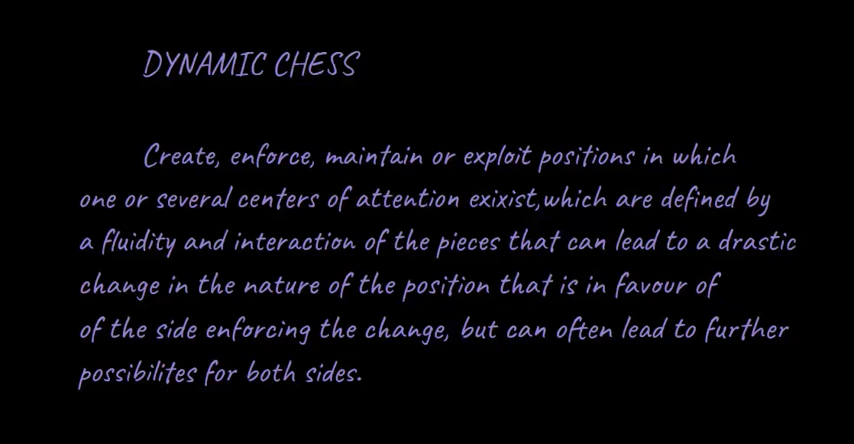 DYNAMIC CHESS
Create, enforce, maintain or exploit positions in which
one or several centers of attention exixist,which are defined by
a fluidity and interaction of the pieces that can lead to a drastic
change in the nature of the position that is in favour of
of the side enforcing the change, but can often lead to further
possibilites for both sides.